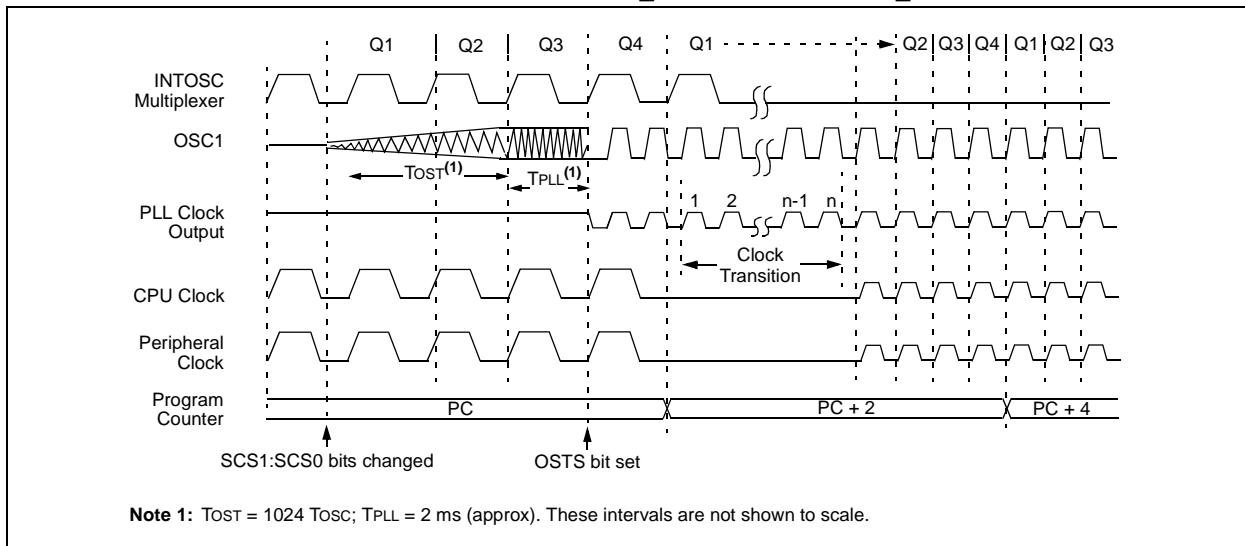 Q1 Q2 Q3 Q4 Q1 Q2 Q3 Q4 Q1 Q2 Q3
INTOSC
Multiplexer
OSC1
TOST(1)
TPLL(1)
1 2 n-1 n
PLL Clock
Output
Clock
Transition
CPU Clock
Peripheral
Clock
Program
Counter
PC PC + 2 PC + 4
SCS1:SCS0 bits changed OSTS bit set
Note 1: TOST = 1024 TOSC; TPLL = 2 ms (approx). These intervals are not shown to scale.